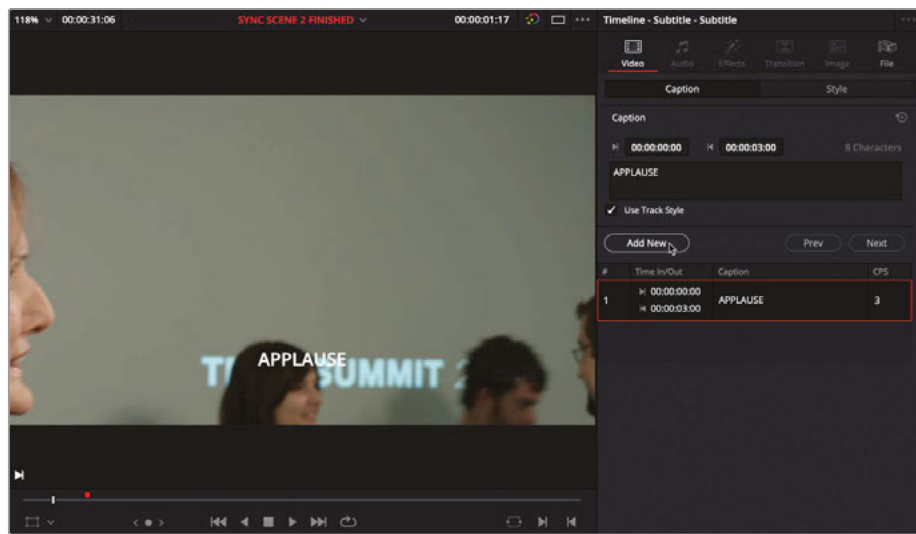 118% 00:00:31:06 SYNC SCENE 2 FINISHED 00:00:01:17 Timeline - Subtitle - Subtitle
Video Audio Effects Transition Image File
Caption Style
Caption
00:00:00:00 00:00:03:00 8 Characters
APPLAUSE
Use Track Style
Add New Prev Next
# Time In/Out Caption CPS
1 00:00:00:00 APPLAUSE 3
00:00:03:00
APPLAUSE
SUMMIT